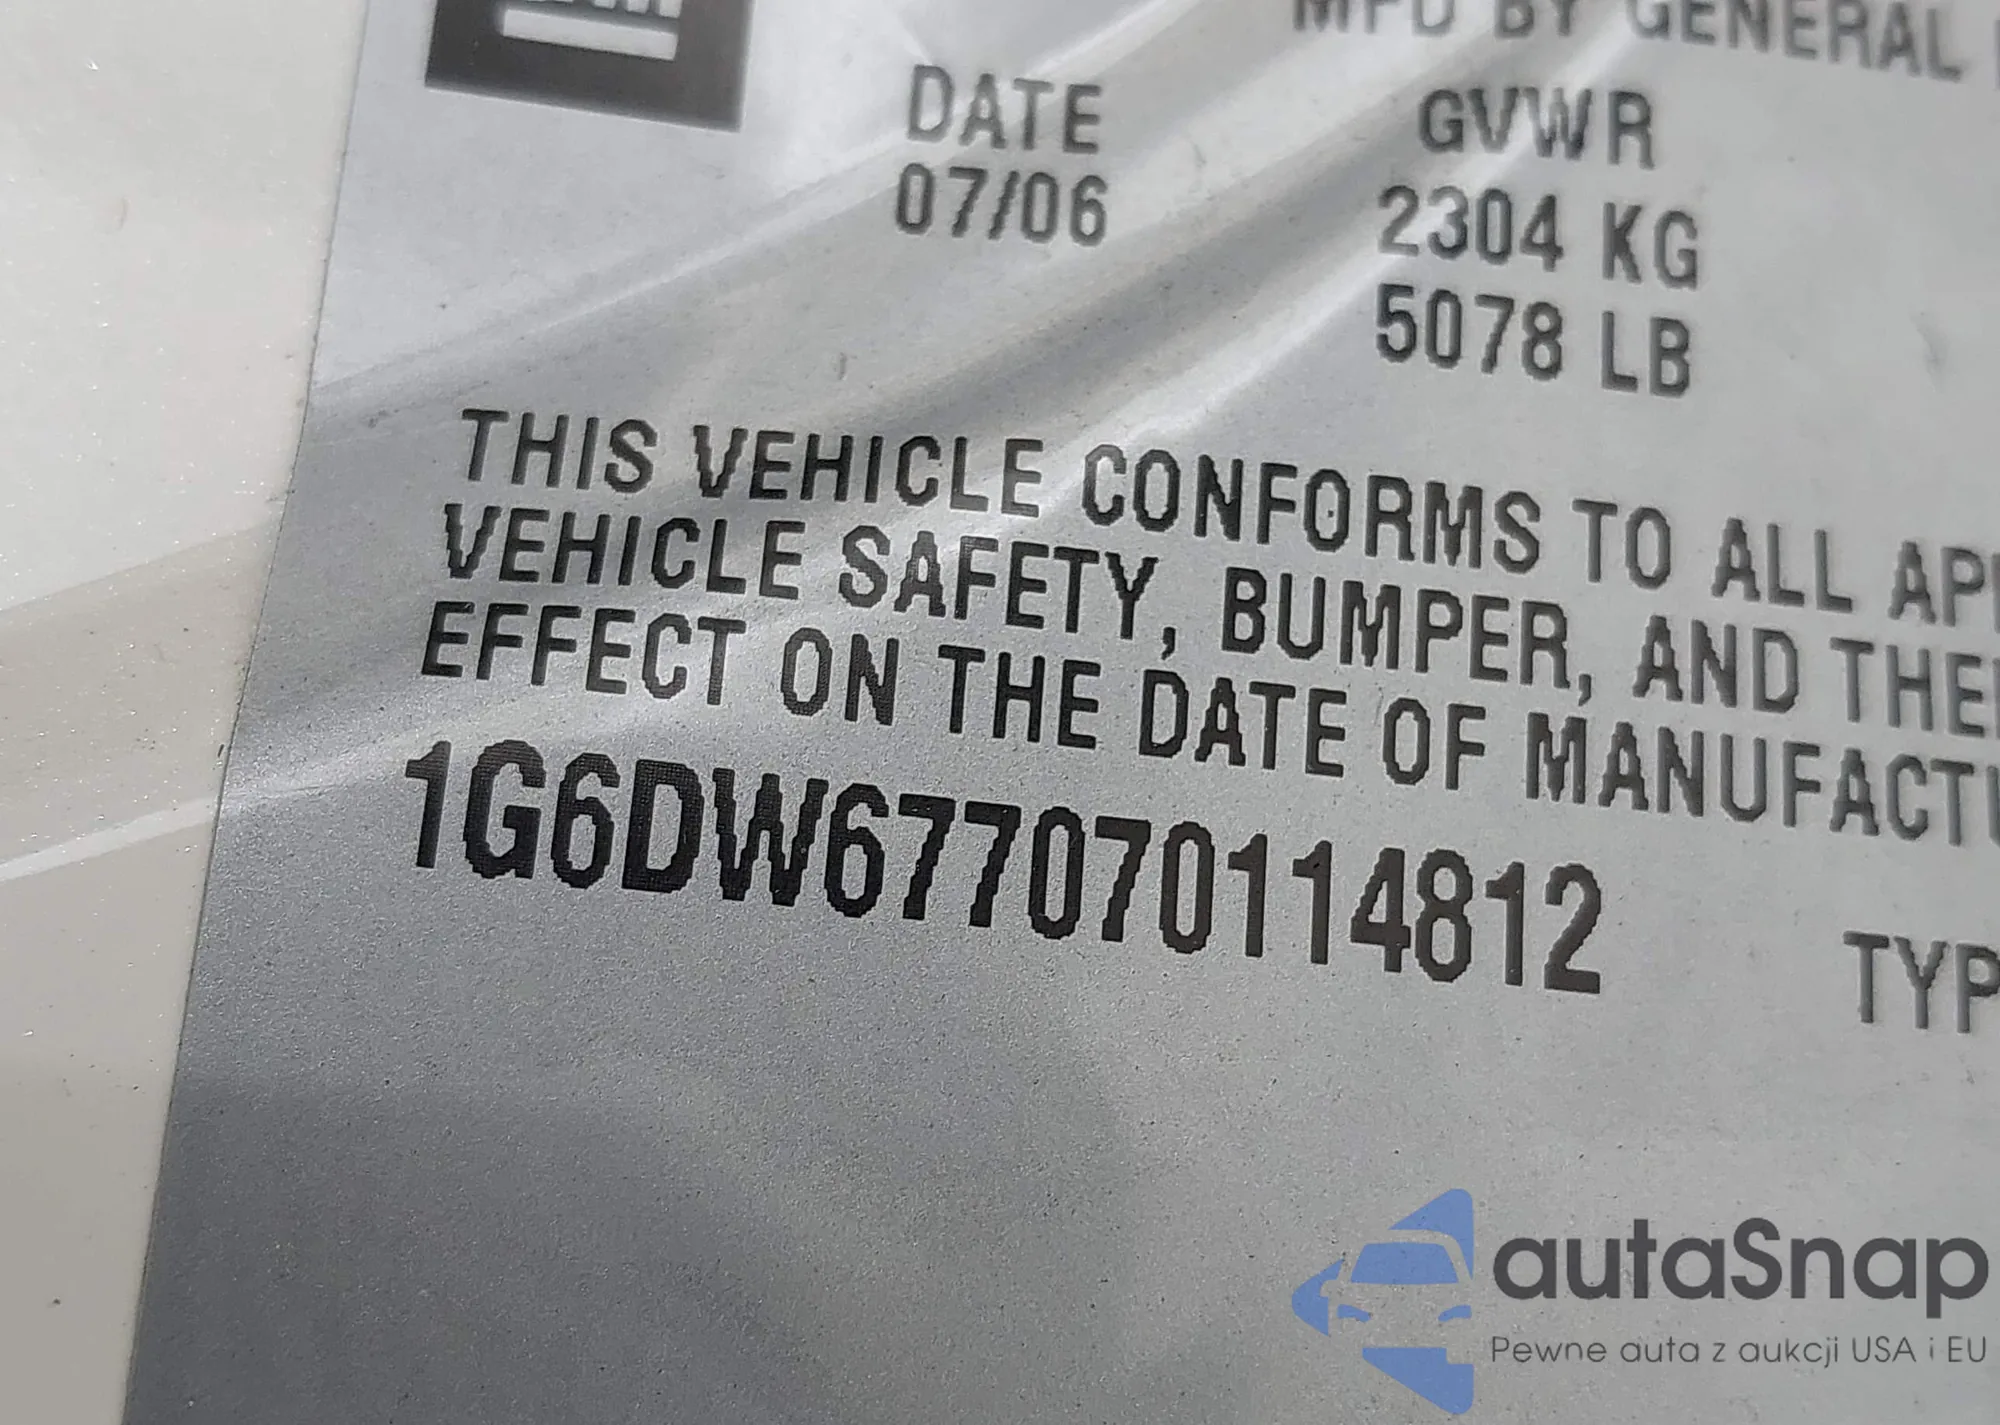 GM
MFD BY GENERAL
DATE GVWR
07/06 2304 KG
5078 LB
THIS VEHICLE CONFORMS TO ALL
VEHICLE SAFETY, BUMPER, AND
EFFECT ON THE DATE OF
1G6DW677070114812
autaSnap
Pewne auta z aukcji USA i EU